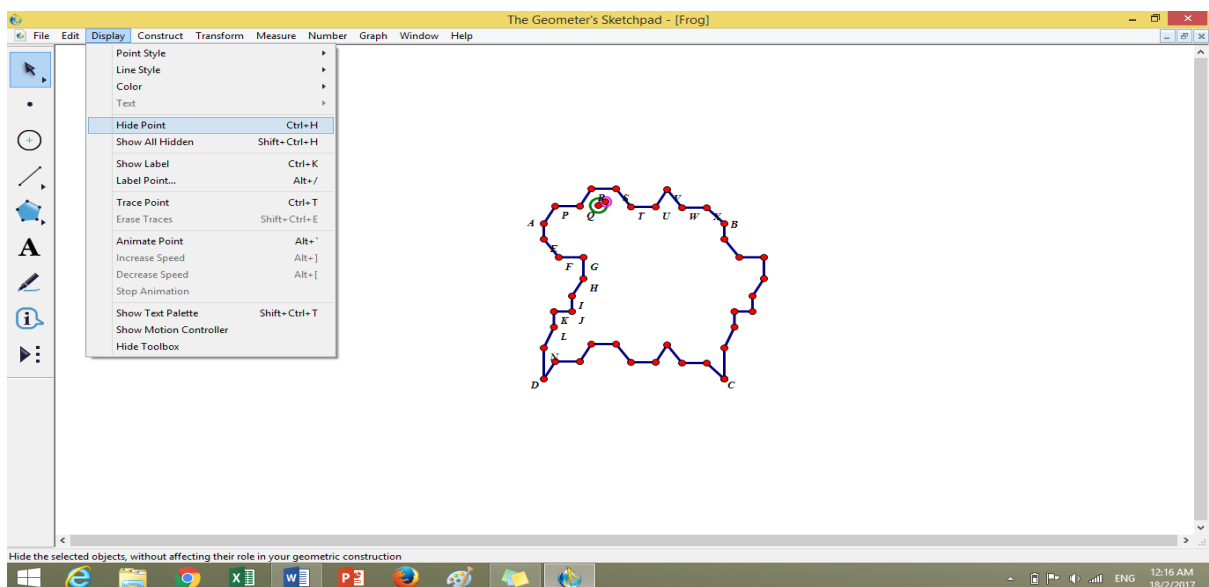 The Geometer's Sketchpad - [Frog]
File Edit Display Construct Transform Measure Number Graph Window Help
Point Style
Line Style
Color
Text
Hide Point Ctrl+H
Show All Hidden Shift+Ctrl+H
Show Label Ctrl+K
Label Point... Alt+/
Trace Point Ctrl+T
Erase Traces Shift+Ctrl+E
Animate Point Alt+`
Increase Speed Alt+]
Decrease Speed Alt+[
Stop Animation
Show Text Palette Shift+Ctrl+T
Show Motion Controller
Hide Toolbox
A
R S V
A P Q T U W X B
E
F G
H
I
K J
L
N
D C
Hide the selected objects, without affecting their role in your geometric construction
ENG 12:16 AM
18/2/2017